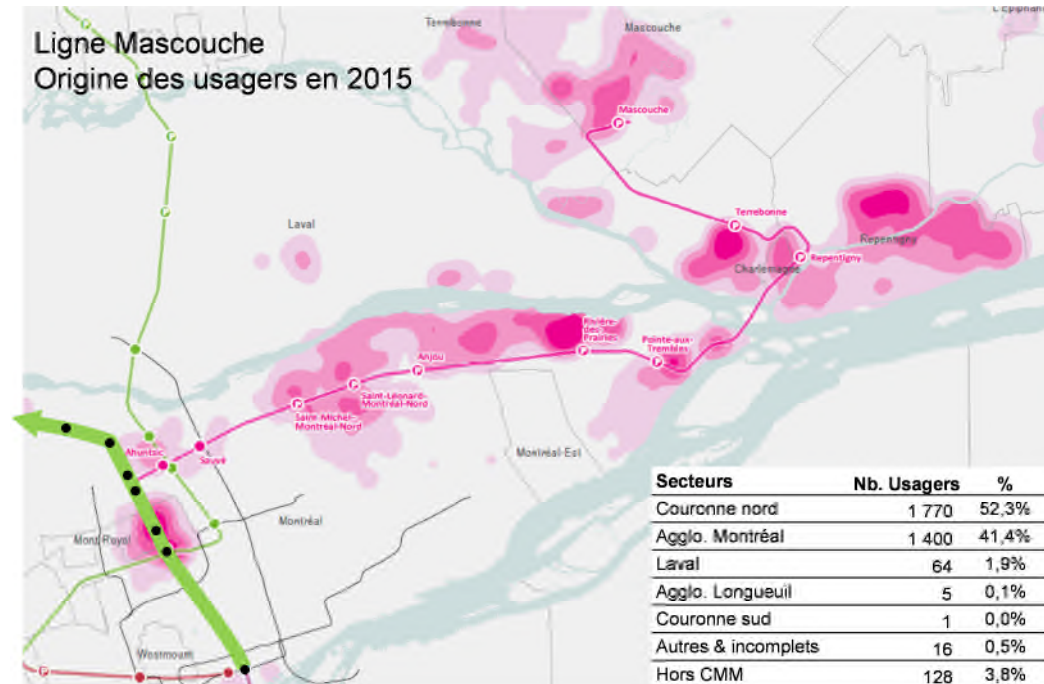 Ligne Mascouche
Origine des usagers en 2015
Terrebonne
Mascouche
L'Epiphanie
Mascouche
Terrebonne
Repentigny
Charlemagne
Repentigny
Laval
Rivière-
des-
Prairies
Pointe-aux-
Trembles
Anjou
Saint-Léonard–
Montréal-Nord
Saint-Michel–
Montréal-Nord
Sauvé
Ahuntsic
Montréal-Est
Montréal
Mont-Royal
Westmount
Secteurs Nb. Usagers %
Couronne nord 1 770 52,3%
Agglo. Montréal 1 400 41,4%
Laval 64 1,9%
Agglo. Longueuil 5 0,1%
Couronne sud 1 0,0%
Autres & incomplets 16 0,5%
Hors CMM 128 3,8%